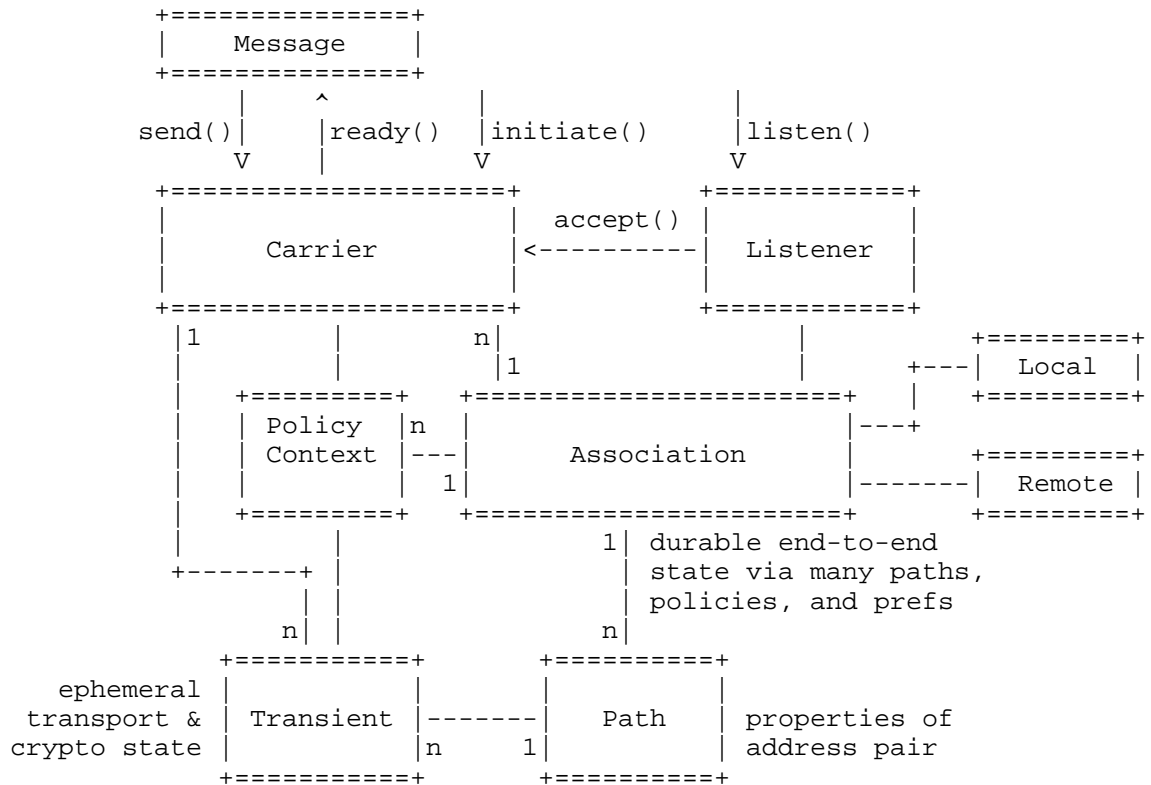 Message
send() ready() initiate() listen()
accept()
Carrier Listener
1 n
1 Local
Policy n
Context Association
1 Remote
1 durable end-to-end
state via many paths,
policies, and prefs
n n
ephemeral
transport & Transient Path properties of
crypto state n 1 address pair